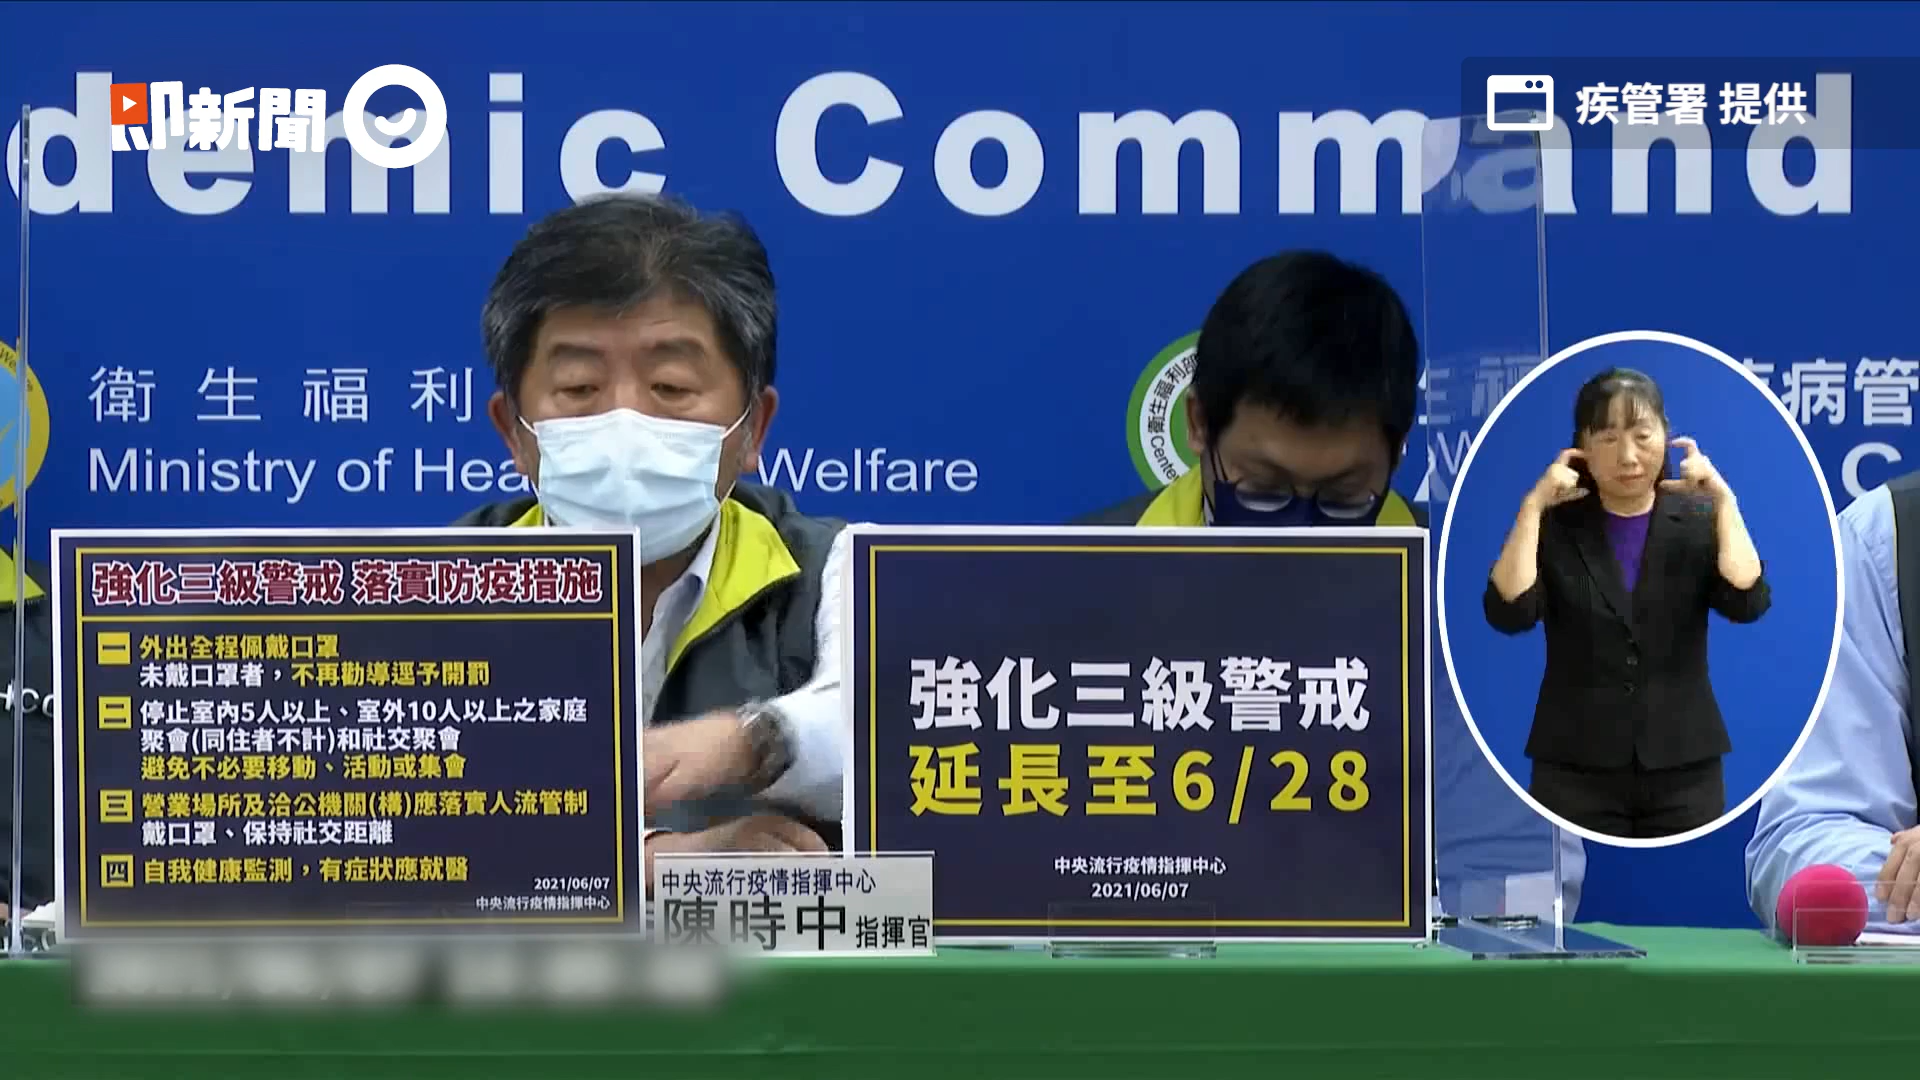 demic Command
即新聞
疾管署 提供
衛生福利
Ministry of Hea Welfare
衛生福利部
Cente
病管
C
強化三級警戒 落實防疫措施
一 外出全程佩戴口罩
未戴口罩者，不再勸導逕予開罰
二 停止室內5人以上、室外10人以上之家庭
聚會(同住者不計)和社交聚會
避免不必要移動、活動或集會
三 營業場所及洽公機關(構)應落實人流管制
戴口罩、保持社交距離
四 自我健康監測，有症狀應就醫
2021/06/07
中央流行疫情指揮中心
強化三級警戒
延長至6/28
中央流行疫情指揮中心
2021/06/07
中央流行疫情指揮中心
陳時中 指揮官